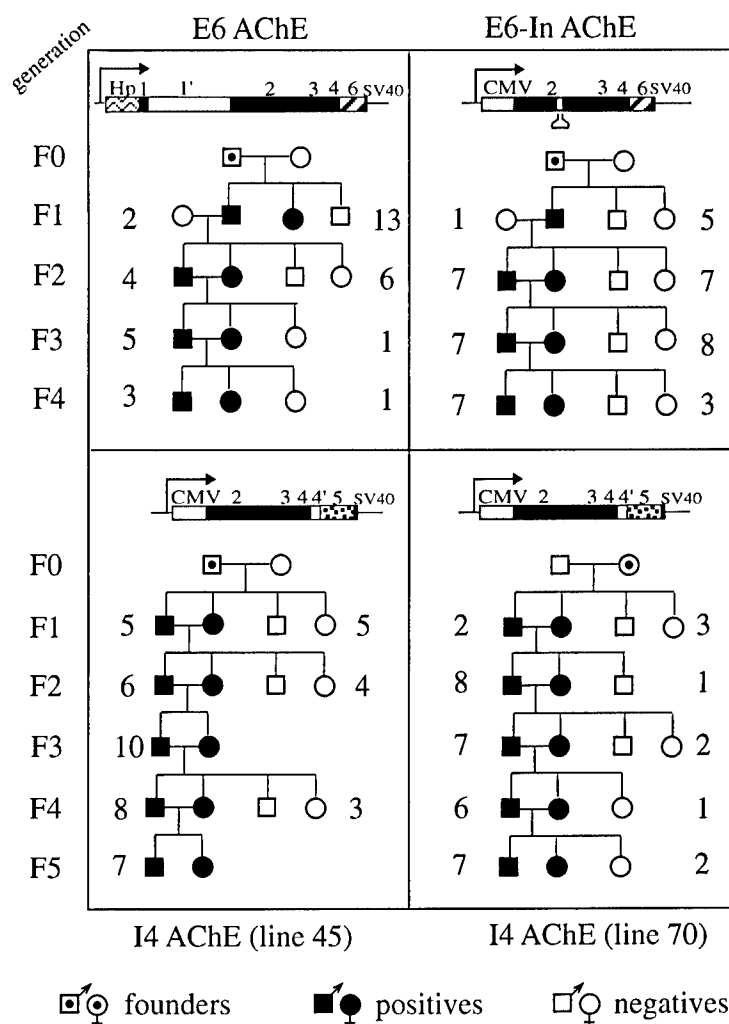 generation
E6 AChE
E6-In AChE
Hp 1 1' 2 3 4 6 SV40
CMV 2 3 4 6 SV40
F0
F1 2 13 1 5
F2 4 6 7 7
F3 5 1 7 8
F4 3 1 7 3
CMV 2 3 4 4' 5 SV40
CMV 2 3 4 4' 5 SV40
F0
F1 5 5 2 3
F2 6 4 8 1
F3 10 7 2
F4 8 3 6 1
F5 7 7 2
I4 AChE (line 45)
I4 AChE (line 70)
founders positives negatives